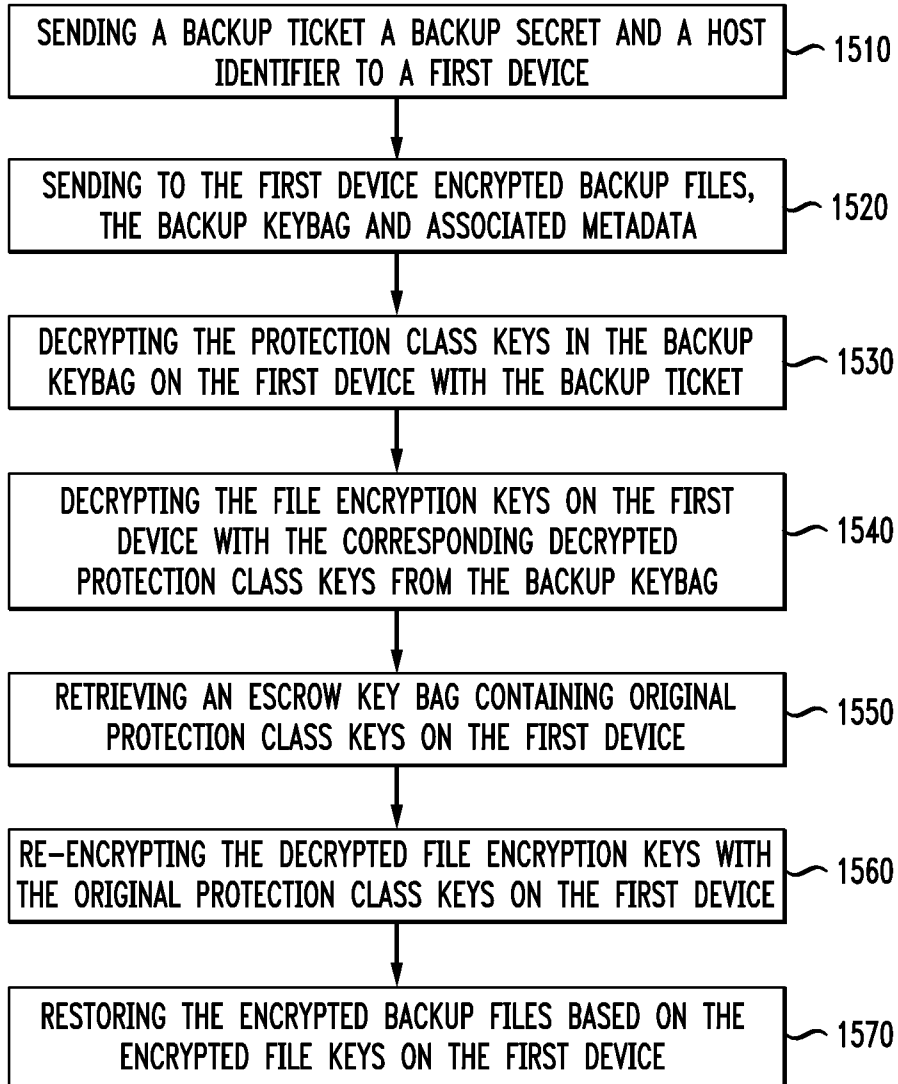 SENDING A BACKUP TICKET A BACKUP SECRET AND A HOST
IDENTIFIER TO A FIRST DEVICE
1510
SENDING TO THE FIRST DEVICE ENCRYPTED BACKUP FILES,
THE BACKUP KEYBAG AND ASSOCIATED METADATA
1520
DECRYPTING THE PROTECTION CLASS KEYS IN THE BACKUP
KEYBAG ON THE FIRST DEVICE WITH THE BACKUP TICKET
1530
DECRYPTING THE FILE ENCRYPTION KEYS ON THE FIRST
DEVICE WITH THE CORRESPONDING DECRYPTED
PROTECTION CLASS KEYS FROM THE BACKUP KEYBAG
1540
RETRIEVING AN ESCROW KEY BAG CONTAINING ORIGINAL
PROTECTION CLASS KEYS ON THE FIRST DEVICE
1550
RE-ENCRYPTING THE DECRYPTED FILE ENCRYPTION KEYS WITH
THE ORIGINAL PROTECTION CLASS KEYS ON THE FIRST DEVICE
1560
RESTORING THE ENCRYPTED BACKUP FILES BASED ON THE
ENCRYPTED FILE KEYS ON THE FIRST DEVICE
1570